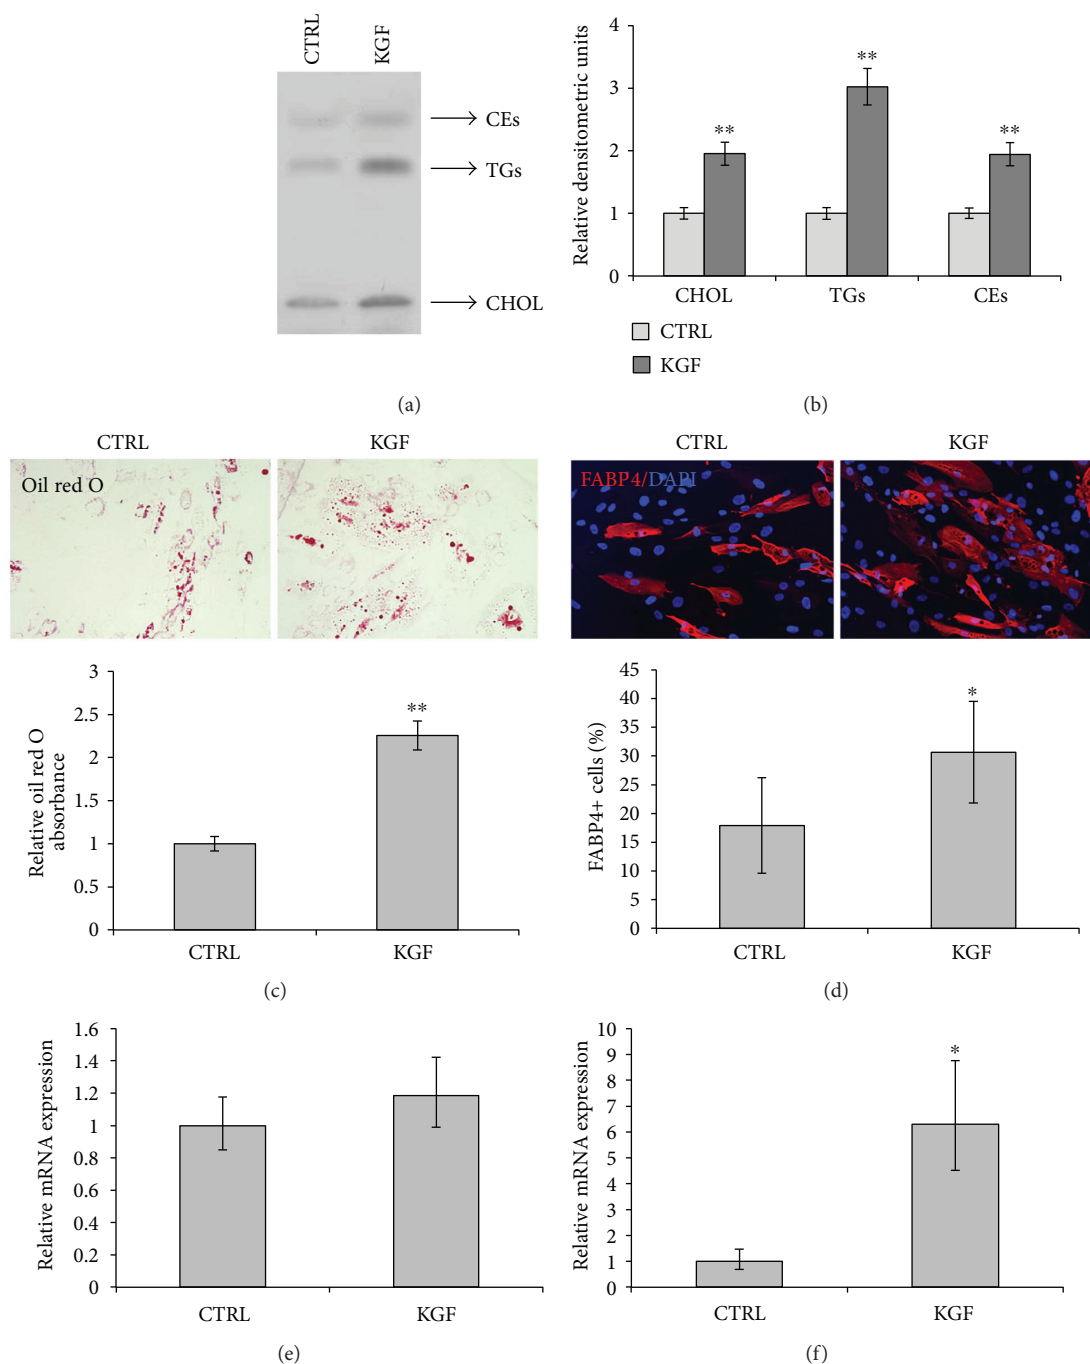 CTRL
KGF
CEs
TGs
CHOL
(a)
Relative densitometric units
4
3
2
1
0
**
**
**
CHOL
TGs
CEs
CTRL
KGF
(b)
CTRL
KGF
Oil red O
Relative oil red O
absorbance
3
2.5
2
1.5
1
0.5
0
**
CTRL
KGF
(c)
CTRL
KGF
FABP4/DAPI
FABP4+ cells (%)
45
40
35
30
25
20
15
10
5
0
*
CTRL
KGF
(d)
Relative mRNA expression
1.6
1.4
1.2
1
0.8
0.6
0.4
0.2
0
CTRL
KGF
(e)
Relative mRNA expression
10
9
8
7
6
5
4
3
2
1
0
*
CTRL
KGF
(f)